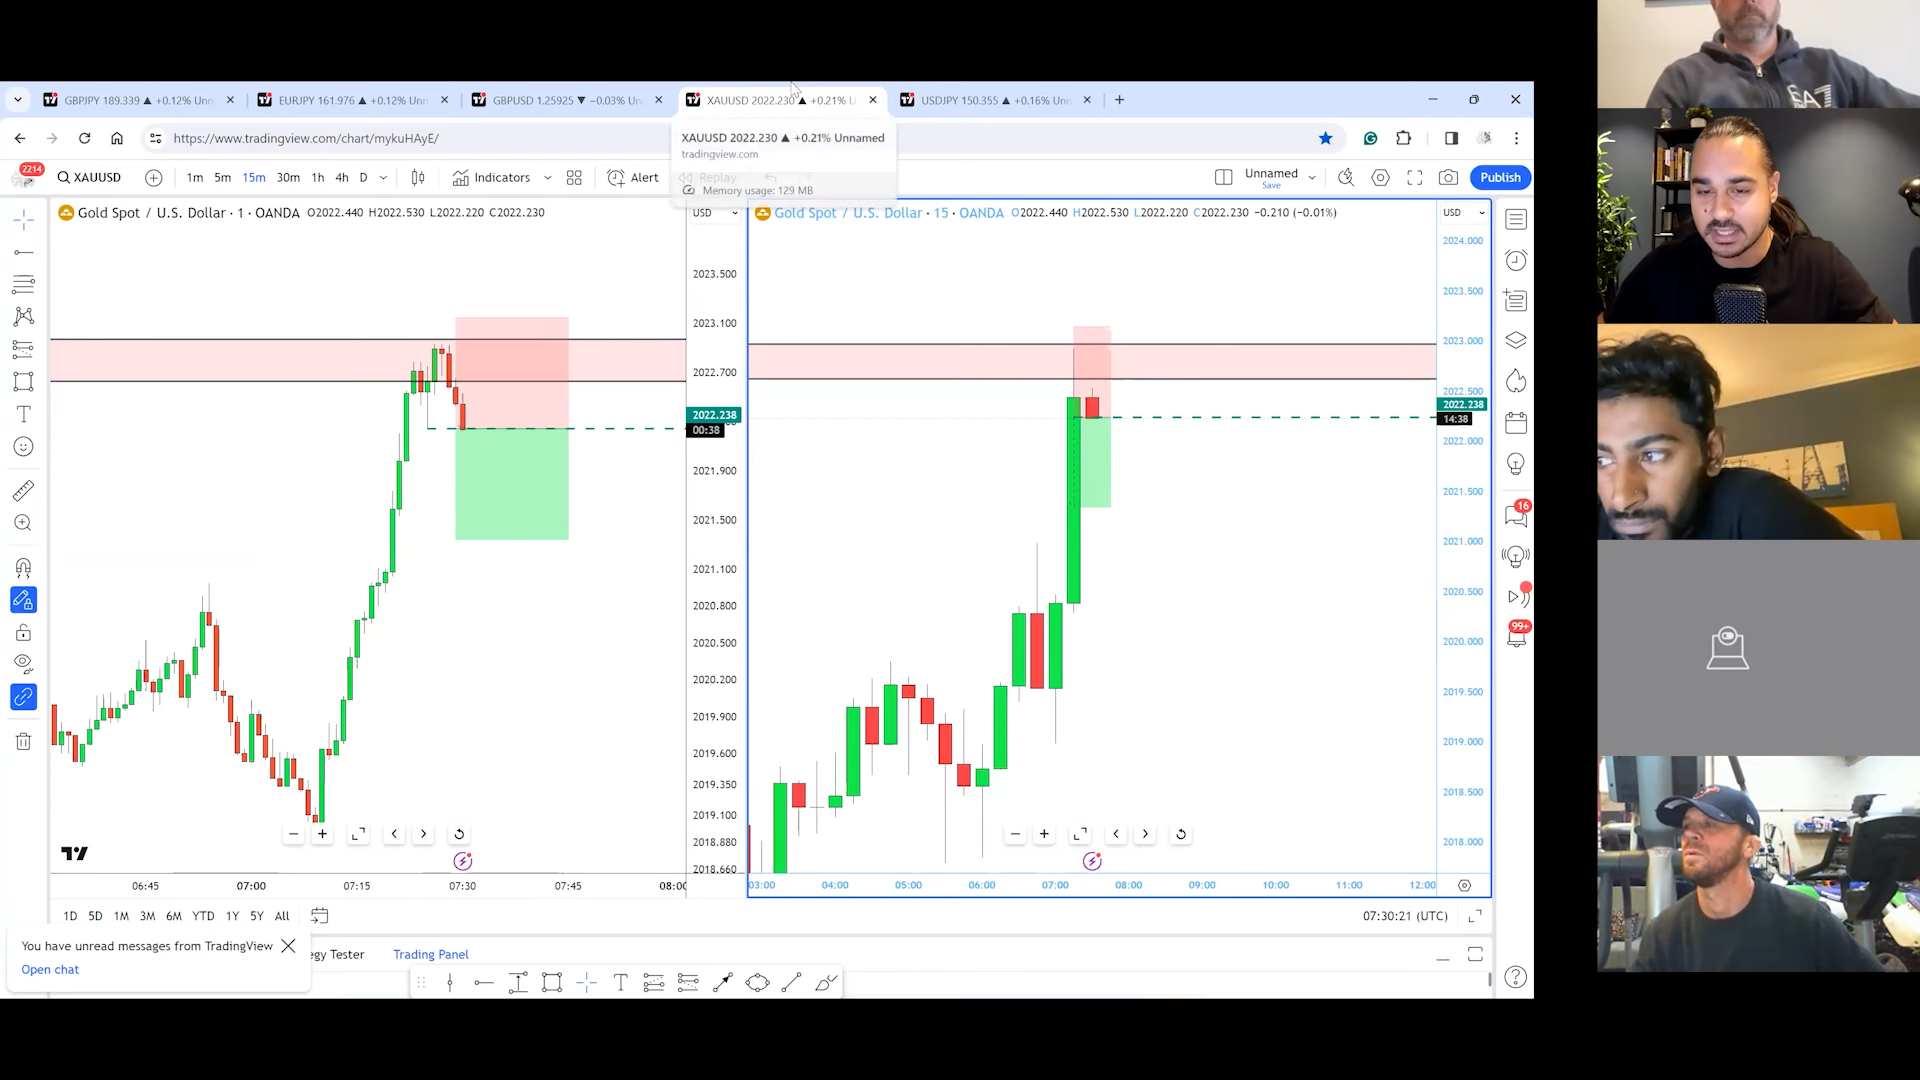 GBPJPY 189.339 ▲ +0.12% Unn
EURJPY 161.976 ▲ +0.12% Unn
GBPUSD 1.25925 ▼ −0.03% Un
XAUUSD 2022.230 ▲ +0.21% U
USDJPY 150.355 ▲ +0.16% Unn
https://www.tradingview.com/chart/mykuHAyE/
XAUUSD 2022.230 ▲ +0.21% Unnamed
tradingview.com
Memory usage: 129 MB
2214
XAUUSD
1m 5m 15m 30m 1h 4h D
Indicators
Alert
Replay
Unnamed
Save
Publish
Gold Spot / U.S. Dollar · 1 · OANDA O2022.440 H2022.530 L2022.220 C2022.230
USD
2023.500
2023.100
2022.700
2022.238
00:38
2021.900
2021.500
2021.100
2020.800
2020.500
2020.200
2019.900
2019.600
2019.350
2019.100
2018.880
2018.660
06:45 07:00 07:15 07:30 07:45 08:00
Gold Spot / U.S. Dollar · 15 · OANDA O2022.440 H2022.530 L2022.220 C2022.230 −0.210 (−0.01%)
USD
2024.000
2023.500
2023.000
2022.500
2022.238
14:38
2022.000
2021.500
2021.000
2020.500
2020.000
2019.500
2019.000
2018.500
2018.000
03:00 04:00 05:00 06:00 07:00 08:00 09:00 10:00 11:00 12:00
16
99+
1D 5D 1M 3M 6M YTD 1Y 5Y All
07:30:21 (UTC)
You have unread messages from TradingView
Open chat
egy Tester
Trading Panel